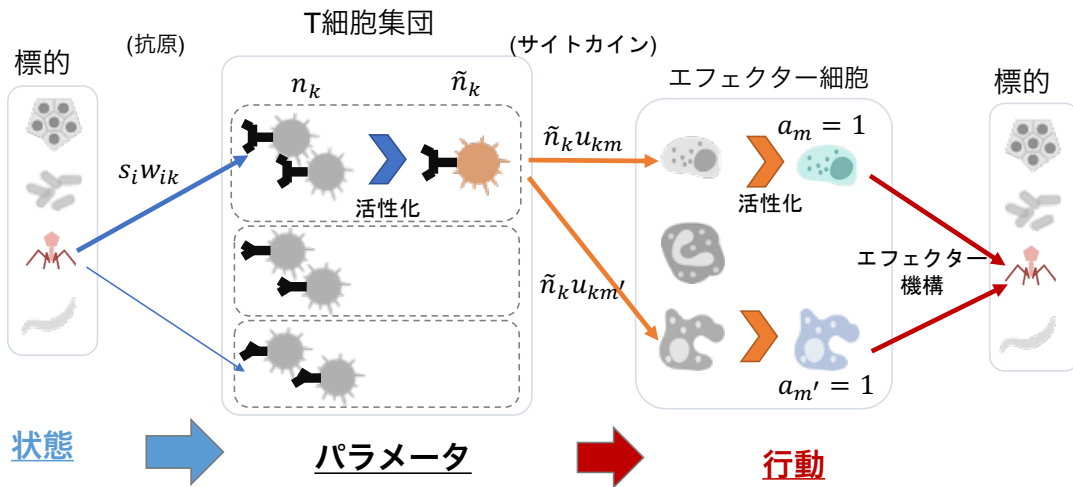 T細胞集団
(抗原)
(サイトカイン)
標的
エフェクター細胞
標的
n_k
ñ_k
a_m = 1
s_i w_ik
ñ_k u_km
活性化
活性化
エフェクター
機構
ñ_k u_km′
a_m′ = 1
状態
パラメータ
行動